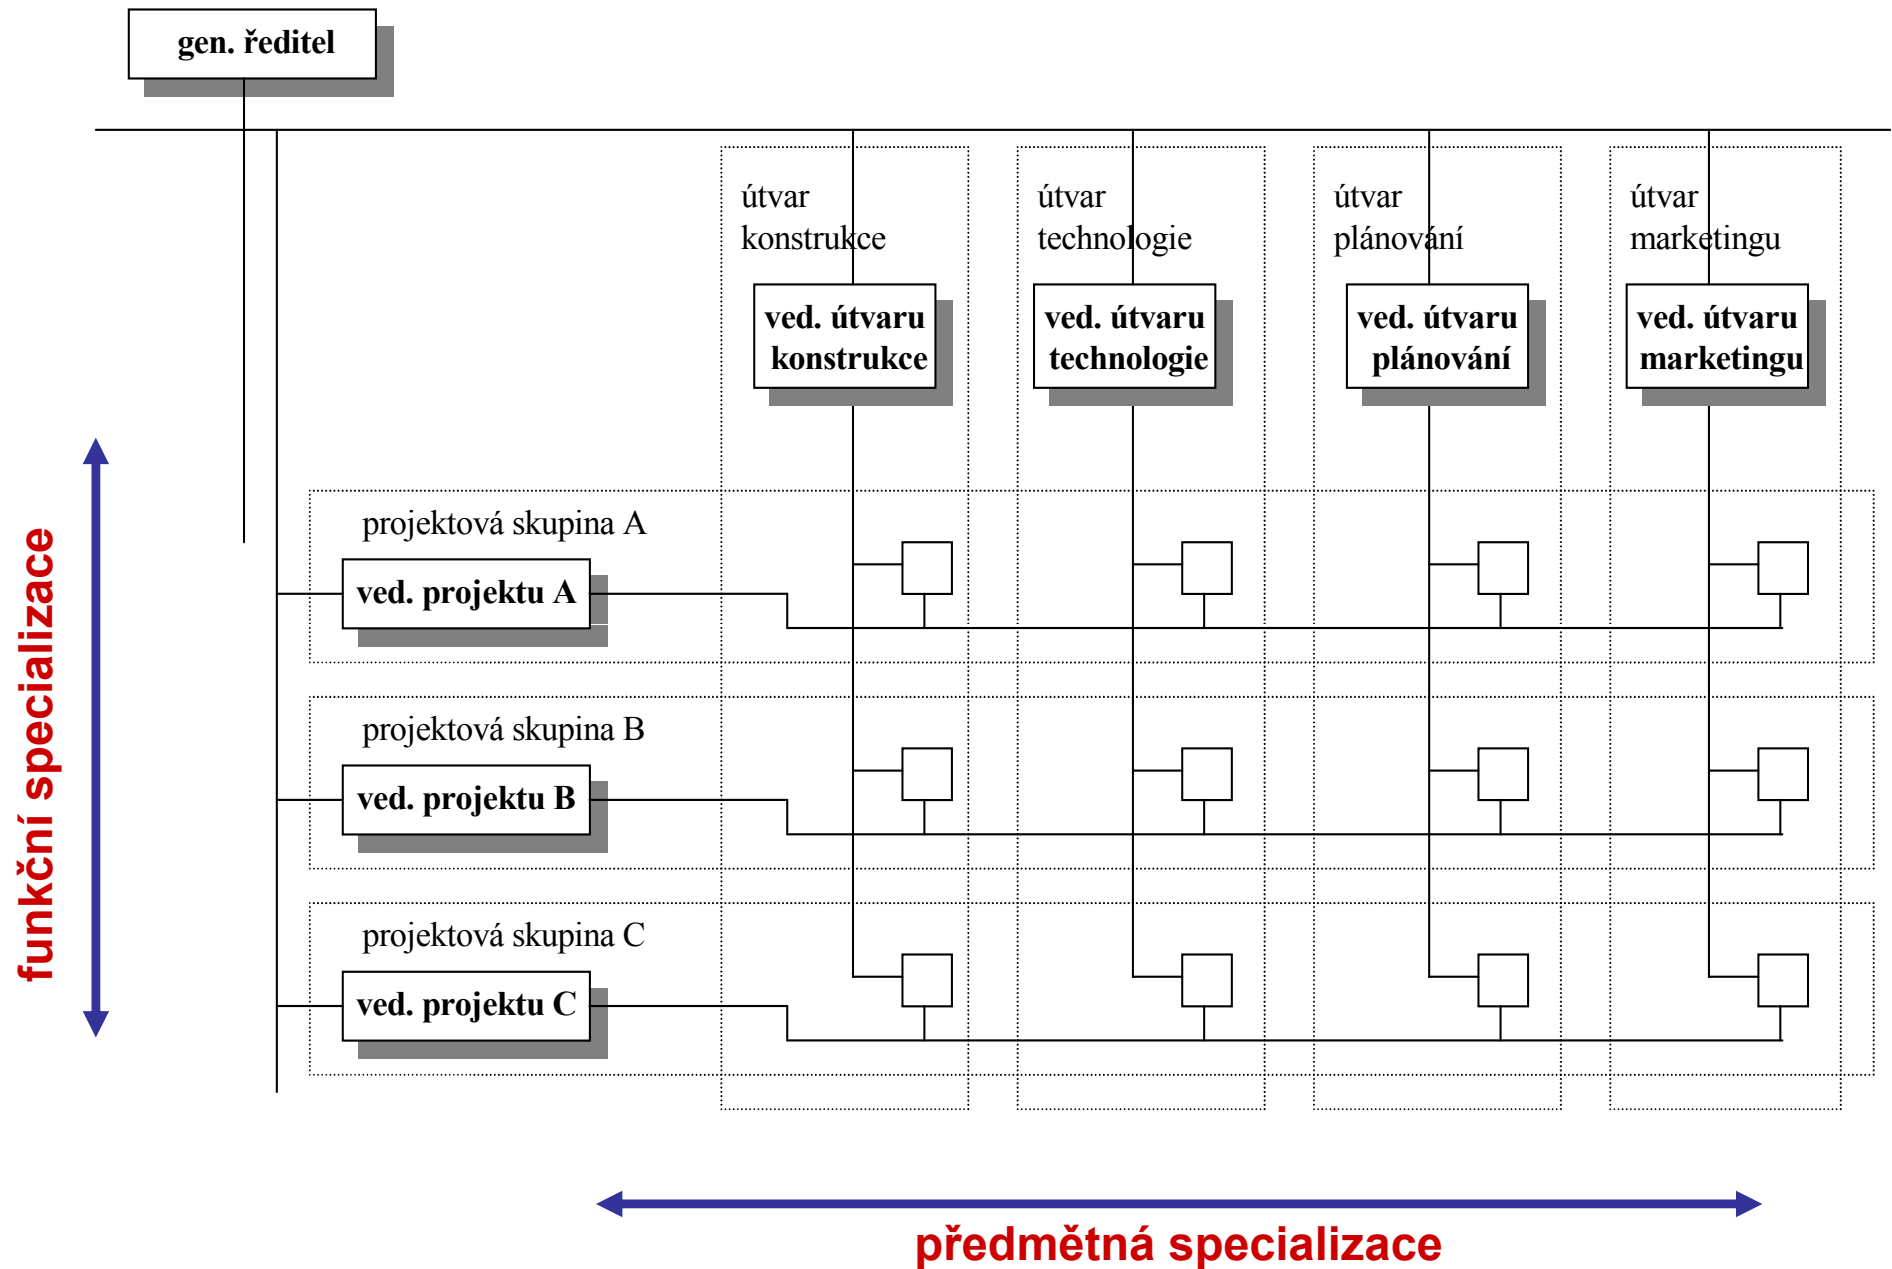 gen. ředitel
útvar
konstrukce
útvar
technologie
útvar
plánování
útvar
marketingu
ved. útvaru
konstrukce
ved. útvaru
technologie
ved. útvaru
plánování
ved. útvaru
marketingu
projektová skupina A
ved. projektu A
projektová skupina B
ved. projektu B
projektová skupina C
ved. projektu C
funkční specializace
předmětná specializace